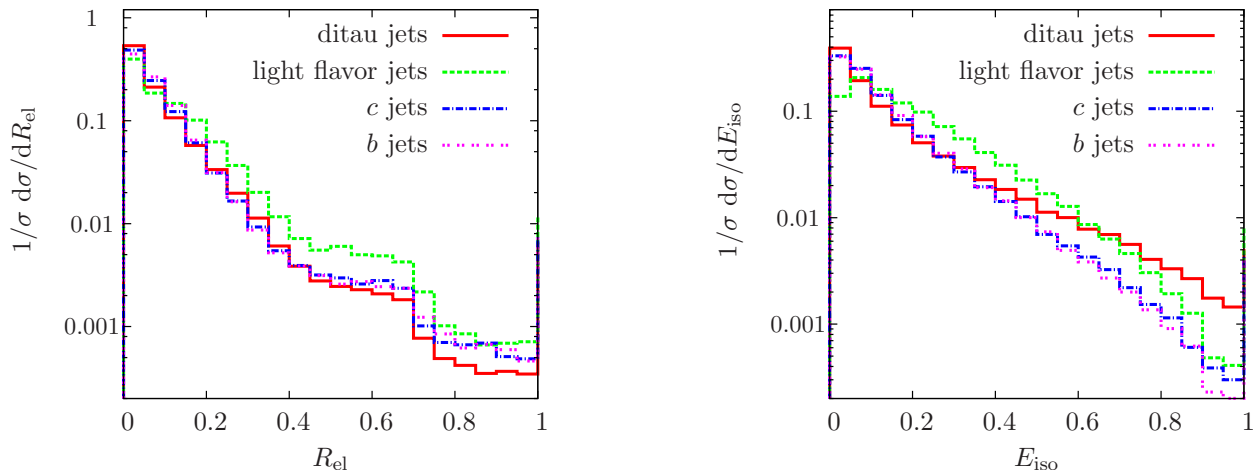 1/σ dσ/dR_el
1
0.1
0.01
0.001
ditau jets
light flavor jets
c jets
b jets
0 0.2 0.4 0.6 0.8 1
R_el
1/σ dσ/dE_iso
0.1
0.01
0.001
ditau jets
light flavor jets
c jets
b jets
0 0.2 0.4 0.6 0.8 1
E_iso